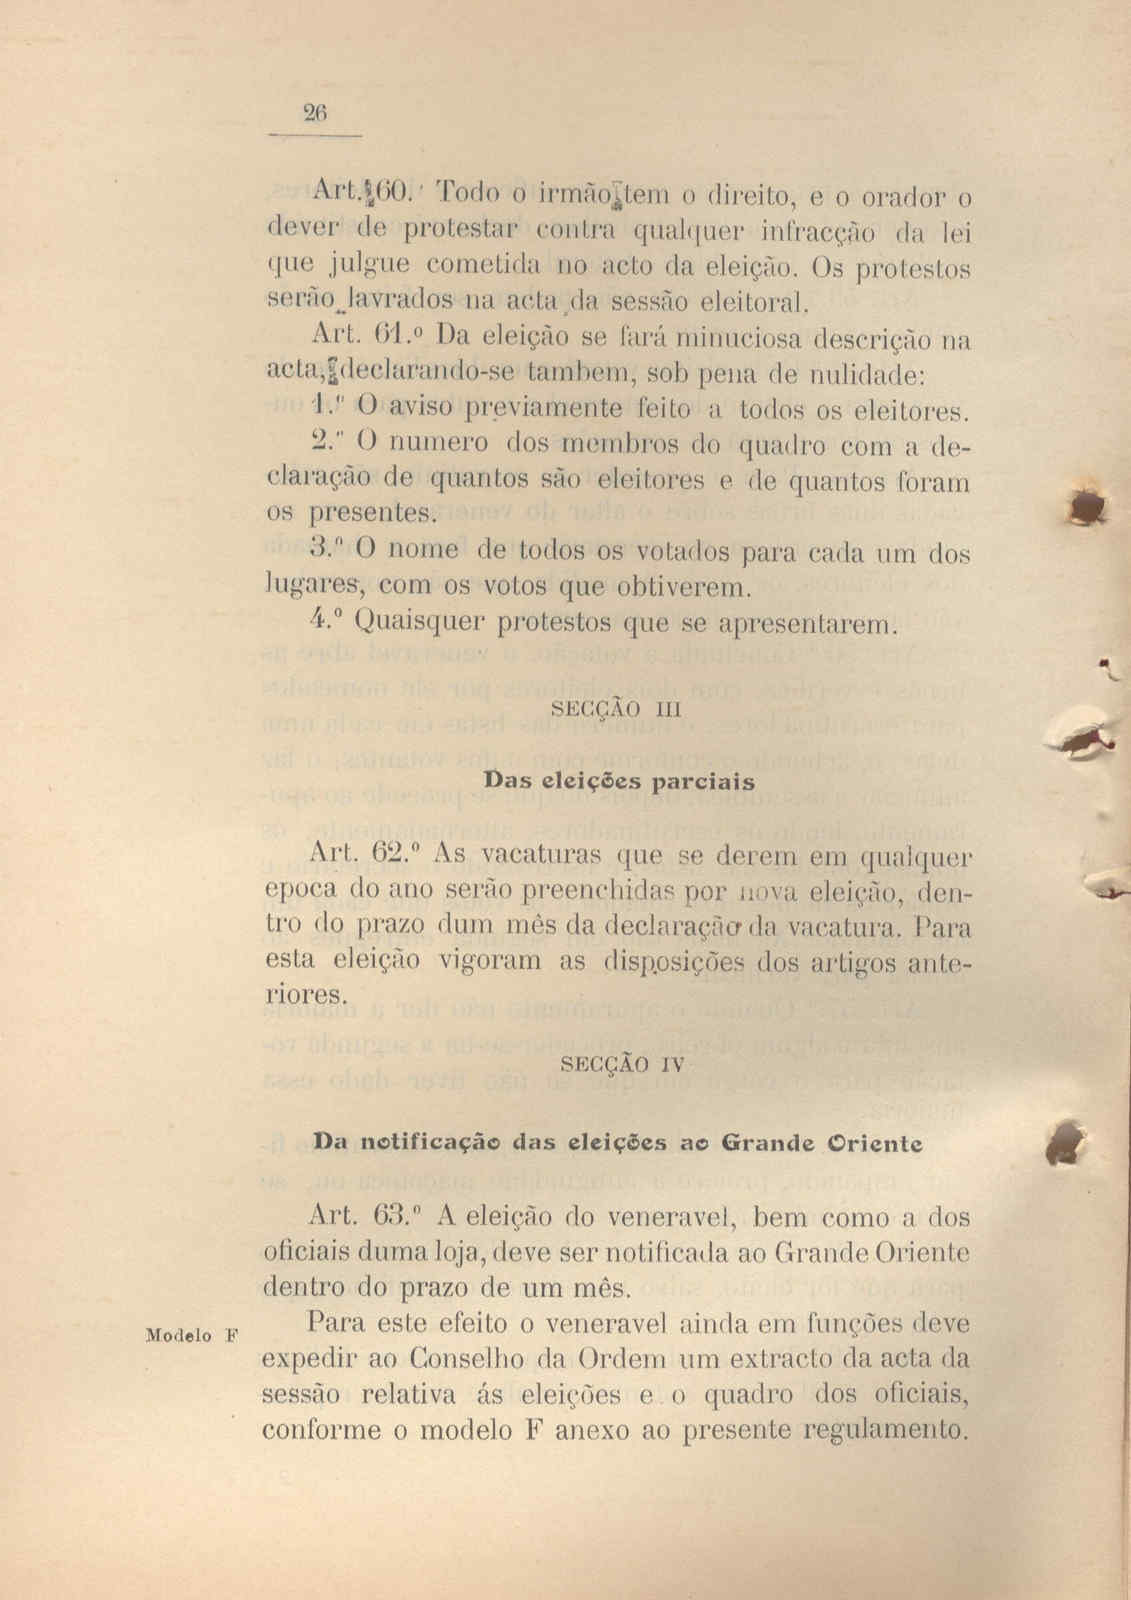 26
Art. 60.º Todo o irmão tem o direito, e o orador o
dever de protestar contra qualquer infracção da lei
que julgue cometida no acto da eleição. Os protestos
serão lavrados na acta da sessão eleitoral.
Art. 61.º Da eleição se fará minuciosa descrição na
acta, declarando-se tambem, sob pena de nulidade:
1.º O aviso previamente feito a todos os eleitores.
2.º O numero dos membros do quadro com a de-
claração de quantos são eleitores e de quantos foram
os presentes.
3.º O nome de todos os votados para cada um dos
lugares, com os votos que obtiverem.
4.º Quaisquer protestos que se apresentarem.
SECÇÃO III
Das eleições parciais
Art. 62.º As vacaturas que se derem em qualquer
epoca do ano serão preenchidas por nova eleição, den-
tro do prazo dum mês da declaração da vacatura. Para
esta eleição vigoram as disposições dos artigos ante-
riores.
SECÇÃO IV
Da notificação das eleições ao Grande Oriente
Art. 63.º A eleição do veneravel, bem como a dos
oficiais duma loja, deve ser notificada ao Grande Oriente
dentro do prazo de um mês.
Modelo F
Para este efeito o veneravel ainda em funções deve
expedir ao Conselho da Ordem um extracto da acta da
sessão relativa ás eleições e o quadro dos oficiais,
conforme o modelo F anexo ao presente regulamento.